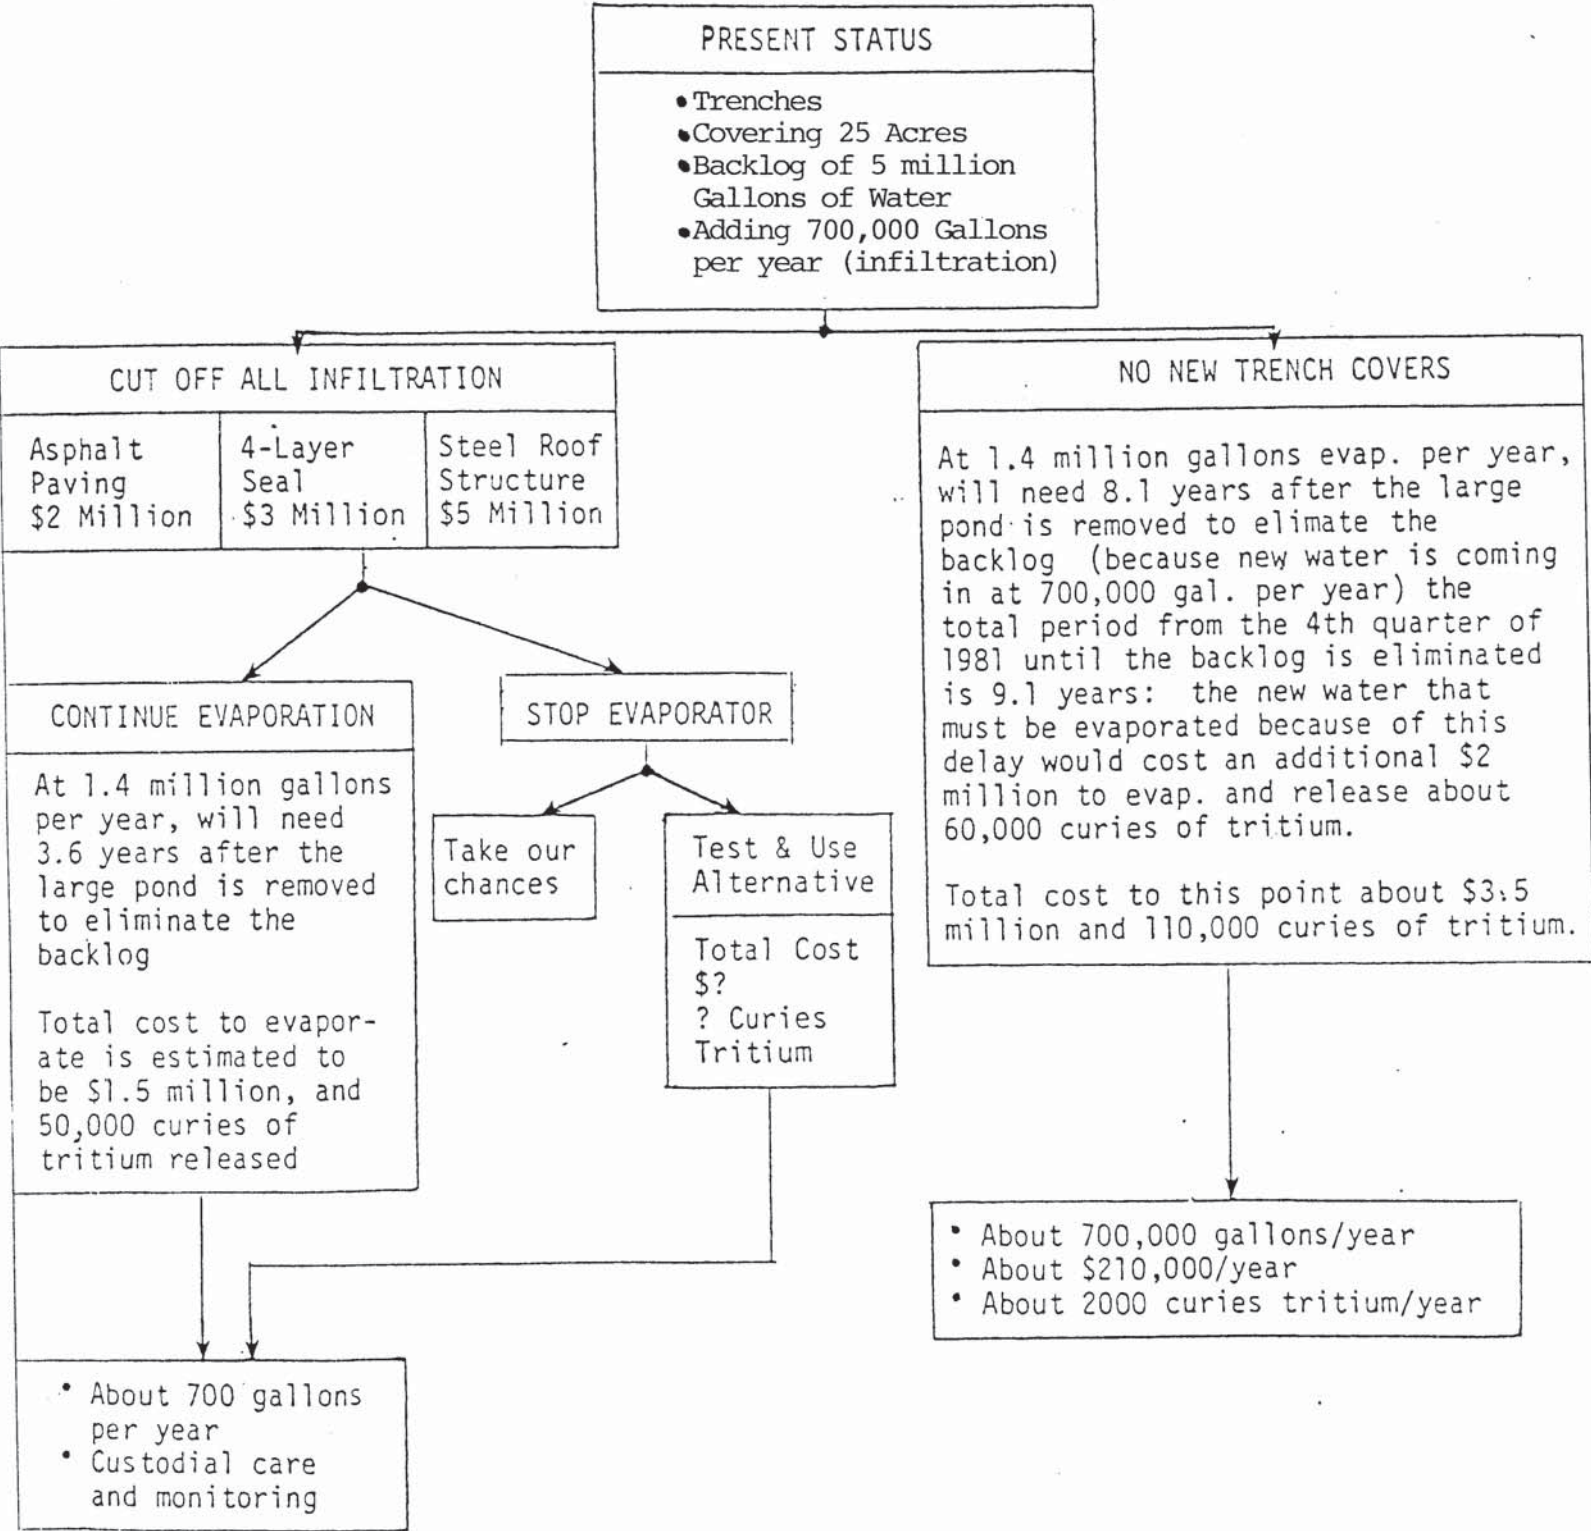 PRESENT STATUS
•Trenches
•Covering 25 Acres
•Backlog of 5 million
Gallons of Water
•Adding 700,000 Gallons
per year (infiltration)
CUT OFF ALL INFILTRATION
Asphalt
Paving
$2 Million
4-Layer
Seal
$3 Million
Steel Roof
Structure
$5 Million
CONTINUE EVAPORATION
At 1.4 million gallons
per year, will need
3.6 years after the
large pond is removed
to eliminate the
backlog
Total cost to evapor-
ate is estimated to
be $1.5 million, and
50,000 curies of
tritium released
STOP EVAPORATOR
Take our
chances
Test & Use
Alternative
Total Cost
$?
? Curies
Tritium
• About 700 gallons
per year
• Custodial care
and monitoring
NO NEW TRENCH COVERS
At 1.4 million gallons evap. per year,
will need 8.1 years after the large
pond is removed to elimate the
backlog (because new water is coming
in at 700,000 gal. per year) the
total period from the 4th quarter of
1981 until the backlog is eliminated
is 9.1 years: the new water that
must be evaporated because of this
delay would cost an additional $2
million to evap. and release about
60,000 curies of tritium.
Total cost to this point about $3.5
million and 110,000 curies of tritium.
• About 700,000 gallons/year
• About $210,000/year
• About 2000 curies tritium/year